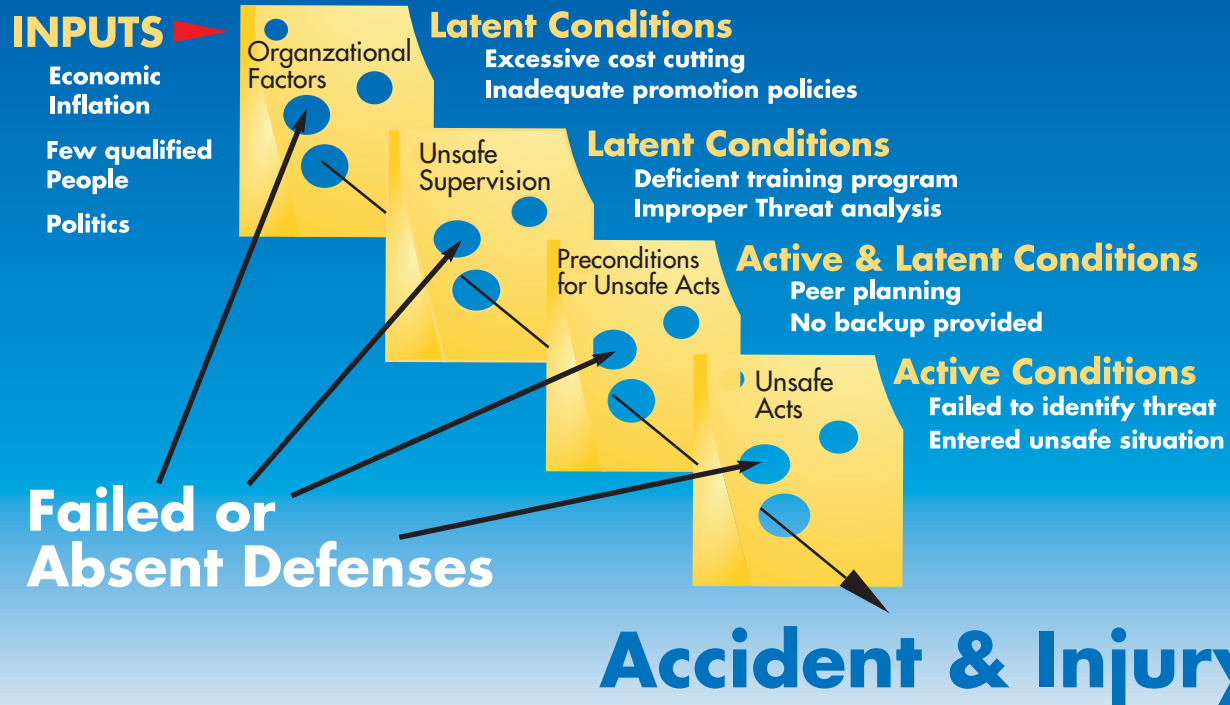 INPUTS
Economic
Inflation
Few qualified
People
Politics
Organzational
Factors
Latent Conditions
Excessive cost cutting
Inadequate promotion policies
Unsafe
Supervision
Latent Conditions
Deficient training program
Improper Threat analysis
Preconditions
for Unsafe Acts
Active & Latent Conditions
Peer planning
No backup provided
Unsafe
Acts
Active Conditions
Failed to identify threat
Entered unsafe situation
Failed or
Absent Defenses
Accident & Injury